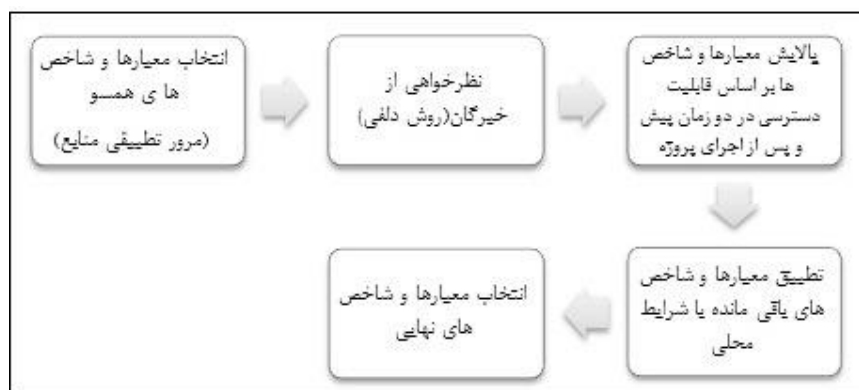 انتخاب معیارها و شاخص
ها ی همسو
(مرور تطبیقی منابع)
نظرخواهی از
خبرگان(روش دلفی)
پالایش معیارها و شاخص
ها بر اساس قابلیت
دسترسی در دو زمان پیش
و پس از اجرای پروژه
تطبیق معیارها و شاخص
های باقی مانده با شرایط
محلی
انتخاب معیارها و شاخص
های نهایی